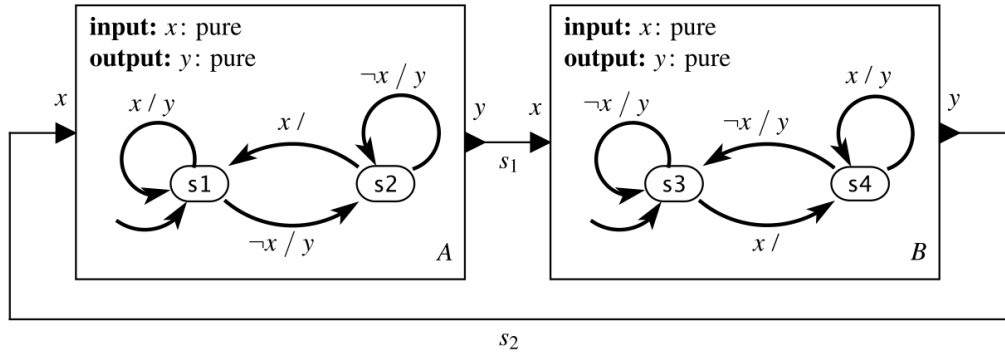 input: x: pure
output: y: pure
x
x / y
x /
¬x / y
s1
s2
¬x / y
A
y
s₁
x
input: x: pure
output: y: pure
¬x / y
¬x / y
x / y
s3
s4
x /
B
y
s₂